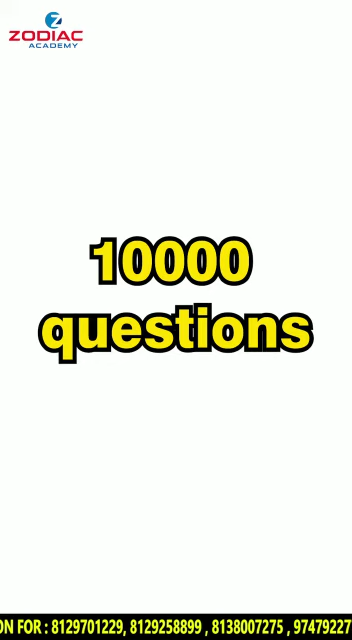 ZODIAC
ACADEMY
10000
questions
ON FOR : 8129701229, 8129258899 , 8138007275 , 97479227